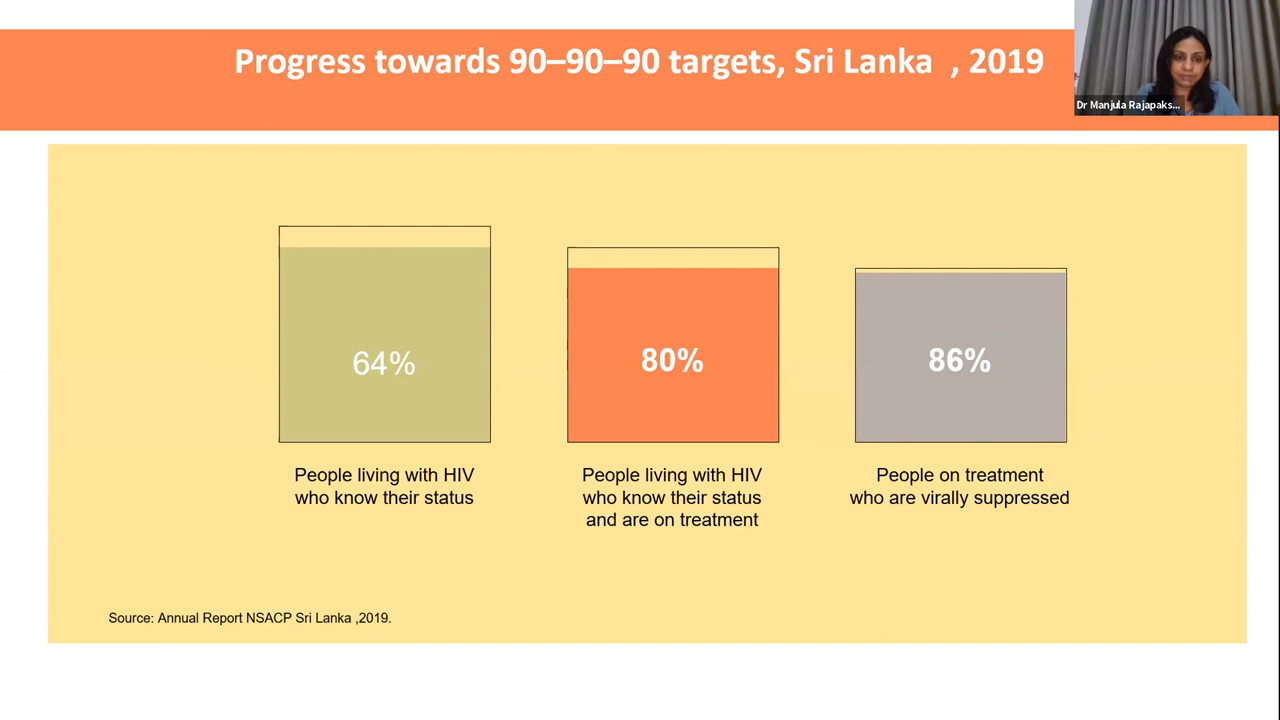 Progress towards 90–90–90 targets, Sri Lanka , 2019
Dr Manjula Rajapaks...
64%
80%
86%
People living with HIV
who know their status
People living with HIV
who know their status
and are on treatment
People on treatment
who are virally suppressed
Source: Annual Report NSACP Sri Lanka ,2019.